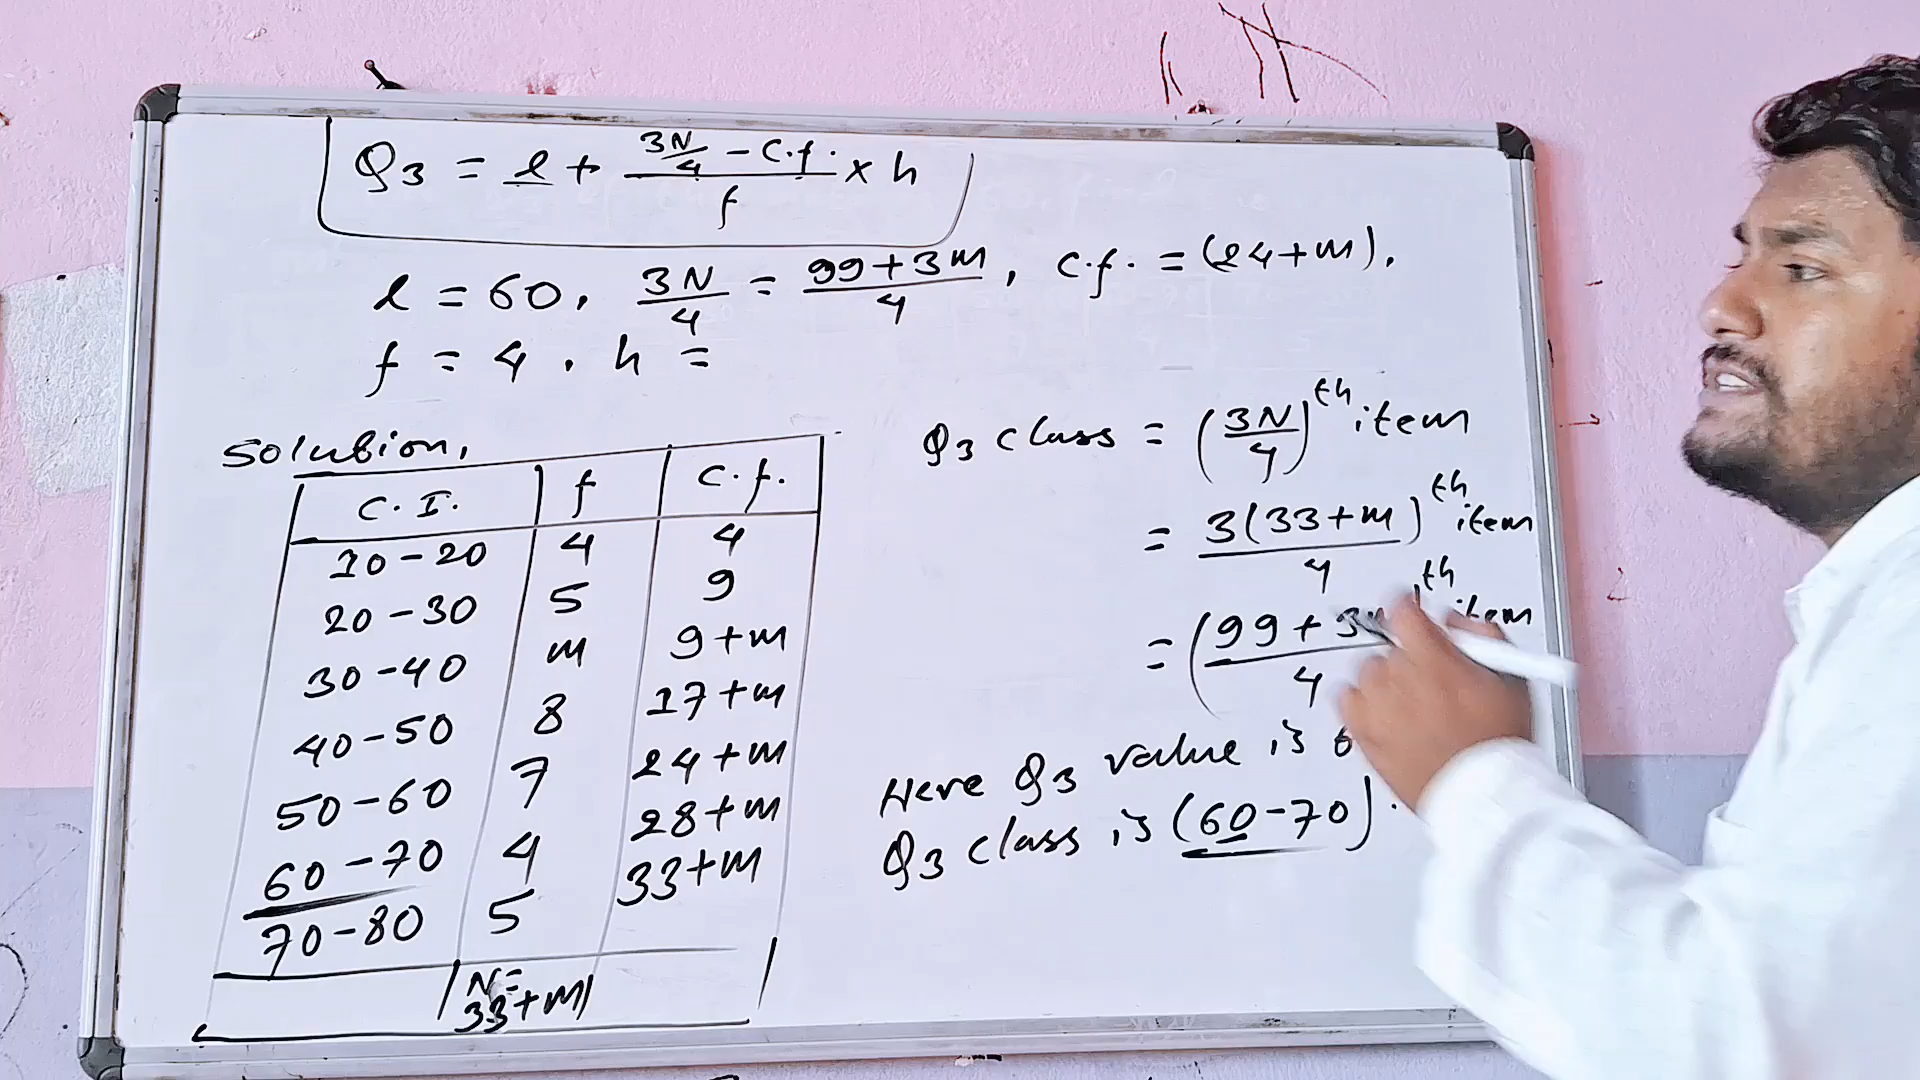 Q3 = l + (3N/4 - c.f.)/f × h
l = 60, 3N/4 = (99+3m)/4, c.f. = (24+m).
f = 4, h =
Solution,
C.I. f c.f.
10-20 4 4
20-30 5 9
30-40 m 9+m
40-50 8 17+m
50-60 7 24+m
60-70 4 28+m
70-80 5 33+m
N=
33+m
Q3 class = (3N/4)th item
= 3(33+m)/4)th item
= (99+3m/4)th item
Here Q3 value is
Q3 class is (60-70).